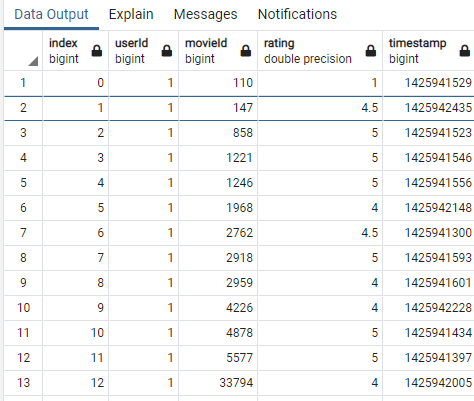 Data Output Explain Messages Notifications
index userId movieId rating timestamp
bigint bigint bigint double precision bigint
1 0 1 110 1 1425941529
2 1 1 147 4.5 1425942435
3 2 1 858 5 1425941523
4 3 1 1221 5 1425941546
5 4 1 1246 5 1425941556
6 5 1 1968 4 1425942148
7 6 1 2762 4.5 1425941300
8 7 1 2918 5 1425941593
9 8 1 2959 4 1425941601
10 9 1 4226 4 1425942228
11 10 1 4878 5 1425941434
12 11 1 5577 5 1425941397
13 12 1 33794 4 1425942005